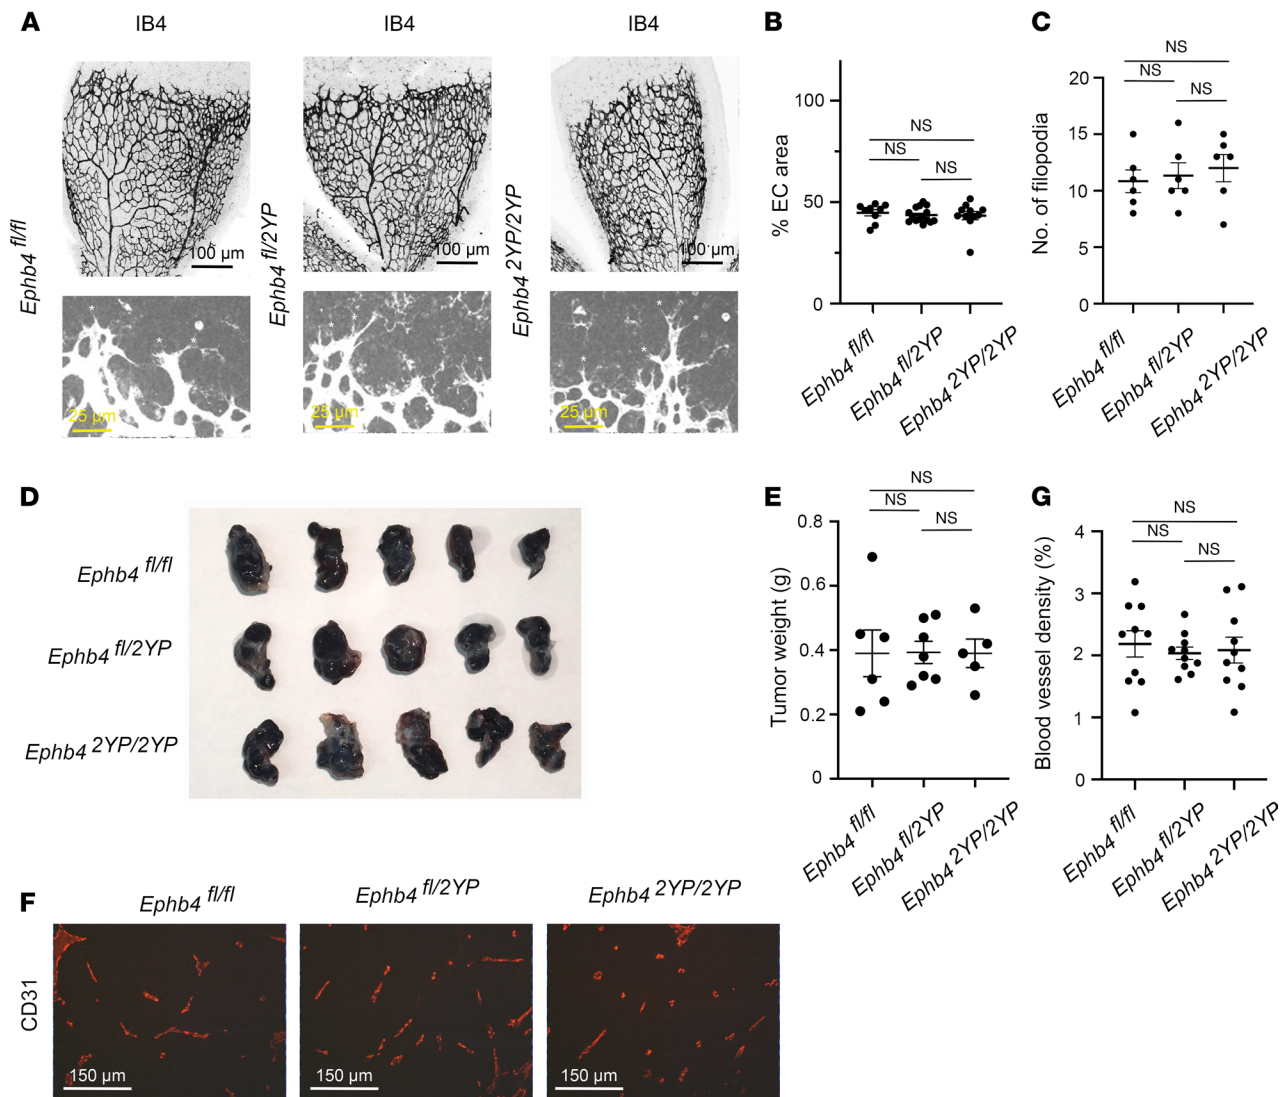 A
IB4
IB4
IB4
Ephb4 fl/fl
100 µm
25 µm
Ephb4 fl/2YP
100 µm
25 µm
Ephb4 2YP/2YP
100 µm
25 µm
* * *
* * *
* * * *
B
% EC area
100
50
0
NS
NS
NS
Ephb4 fl/fl
Ephb4 fl/2YP
Ephb4 2YP/2YP
C
No. of filopodia
20
15
10
5
0
NS
NS
NS
Ephb4 fl/fl
Ephb4 fl/2YP
Ephb4 2YP/2YP
D
Ephb4 fl/fl
Ephb4 fl/2YP
Ephb4 2YP/2YP
E
Tumor weight (g)
0.8
0.6
0.4
0.2
0
NS
NS
NS
Ephb4 fl/fl
Ephb4 fl/2YP
Ephb4 2YP/2YP
G
Blood vessel density (%)
4
3
2
1
0
NS
NS
NS
Ephb4 fl/fl
Ephb4 fl/2YP
Ephb4 2YP/2YP
F
Ephb4 fl/fl
Ephb4 fl/2YP
Ephb4 2YP/2YP
CD31
150 µm
150 µm
150 µm